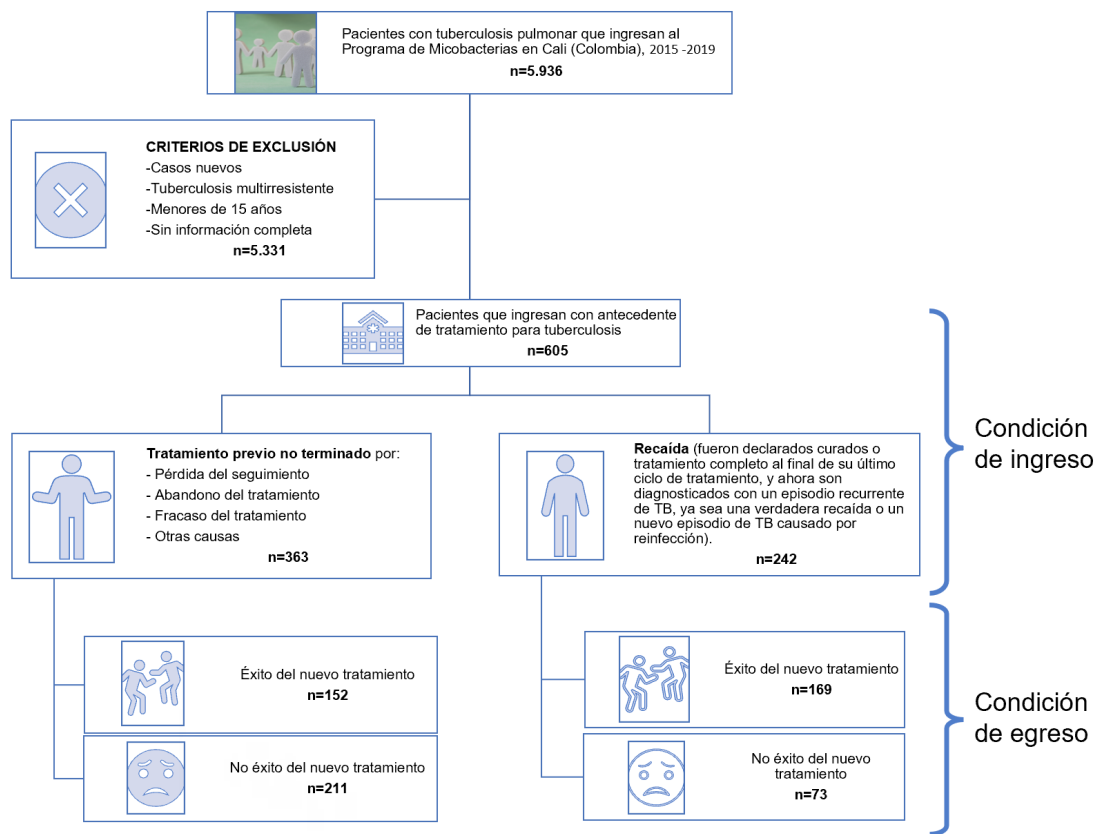 Pacientes con tuberculosis pulmonar que ingresan al
Programa de Micobacterias en Cali (Colombia), 2015 -2019
n=5.936
CRITERIOS DE EXCLUSIÓN
-Casos nuevos
-Tuberculosis multirresistente
-Menores de 15 años
-Sin información completa
n=5.331
Pacientes que ingresan con antecedente
de tratamiento para tuberculosis
n=605
Tratamiento previo no terminado por:
- Pérdida del seguimiento
- Abandono del tratamiento
- Fracaso del tratamiento
- Otras causas
n=363
Recaída (fueron declarados curados o
tratamiento completo al final de su último
ciclo de tratamiento, y ahora son
diagnosticados con un episodio recurrente
de TB, ya sea una verdadera recaída o un
nuevo episodio de TB causado por
reinfección).
n=242
Condición
de ingreso
Éxito del nuevo tratamiento
n=152
No éxito del nuevo tratamiento
n=211
Éxito del nuevo tratamiento
n=169
No éxito del nuevo
tratamiento
n=73
Condición
de egreso